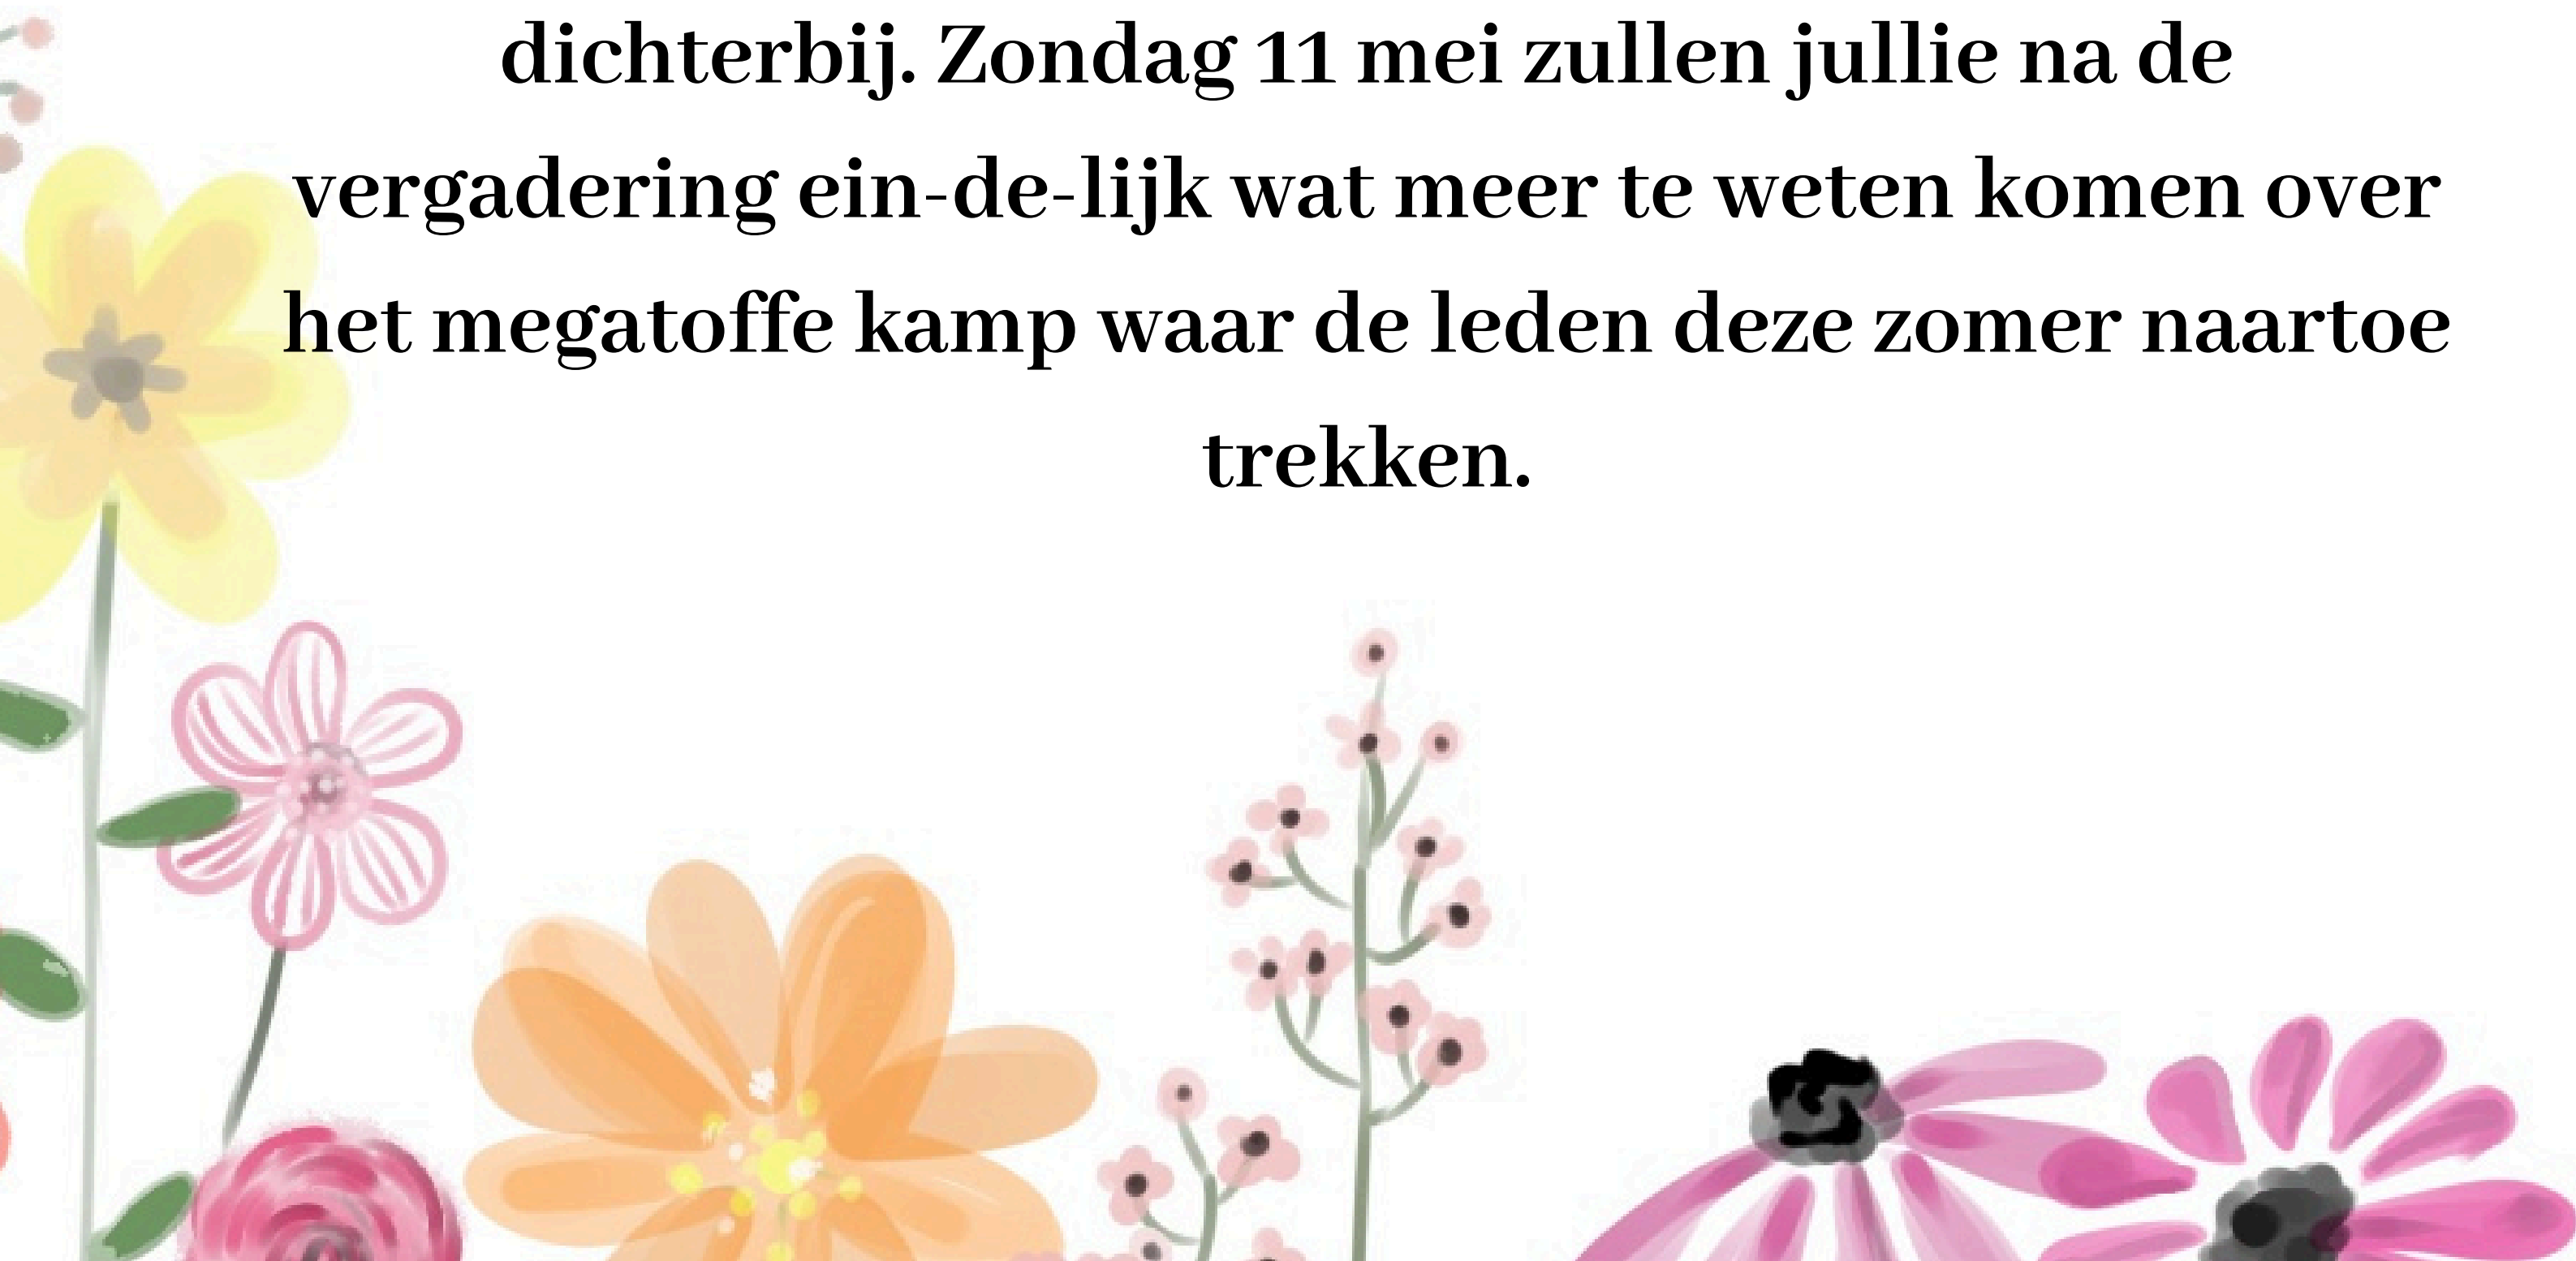 dichterbij. Zondag 11 mei zullen jullie na de
vergadering ein-de-lijk wat meer te weten komen over
het megatoffe kamp waar de leden deze zomer naartoe
trekken.